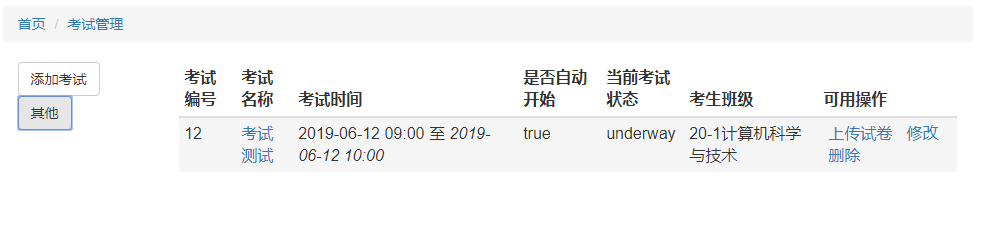 首页 / 考试管理
添加考试
其他
考试编号 考试名称 考试时间 是否自动开始 当前考试状态 考生班级 可用操作
12 考试测试 2019-06-12 09:00 至 2019-06-12 10:00 true underway 20-1计算机科学与技术 上传试卷 修改 删除